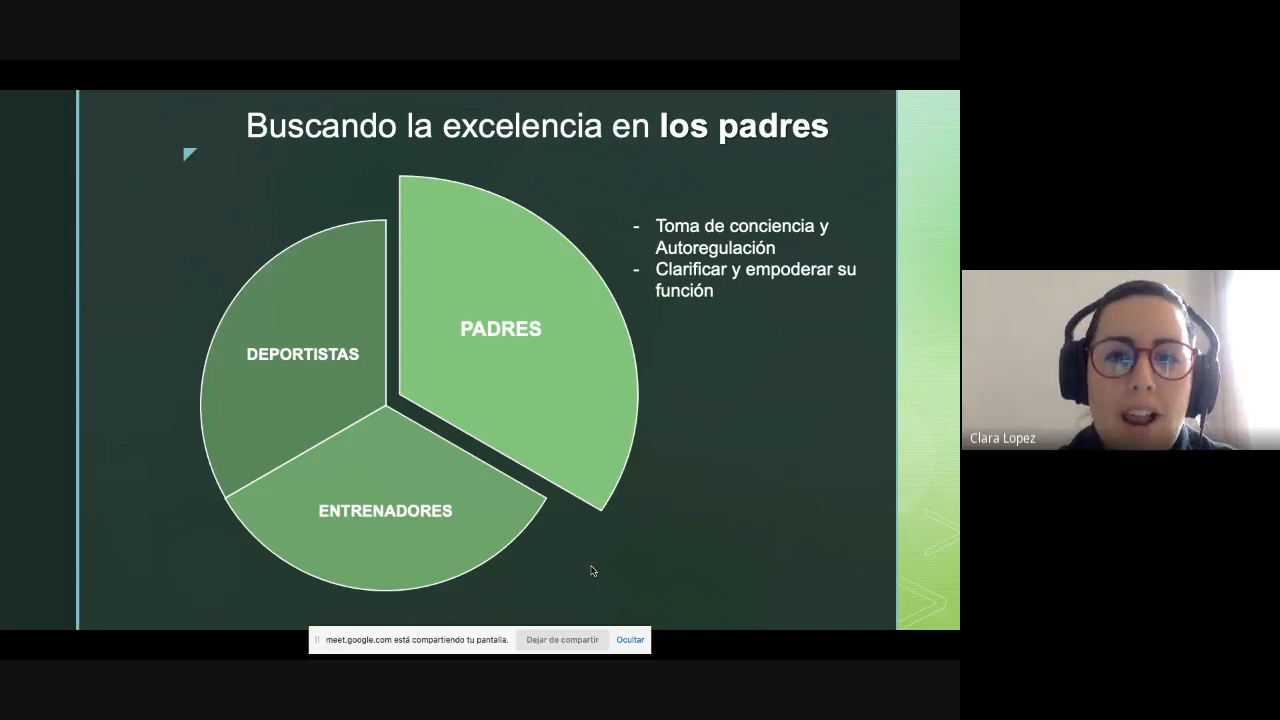 Buscando la excelencia en los padres
- Toma de conciencia y
Autoregulación
- Clarificar y empoderar su
función
PADRES
DEPORTISTAS
ENTRENADORES
Clara Lopez
meet.google.com está compartiendo tu pantalla.
Dejar de compartir
Ocultar